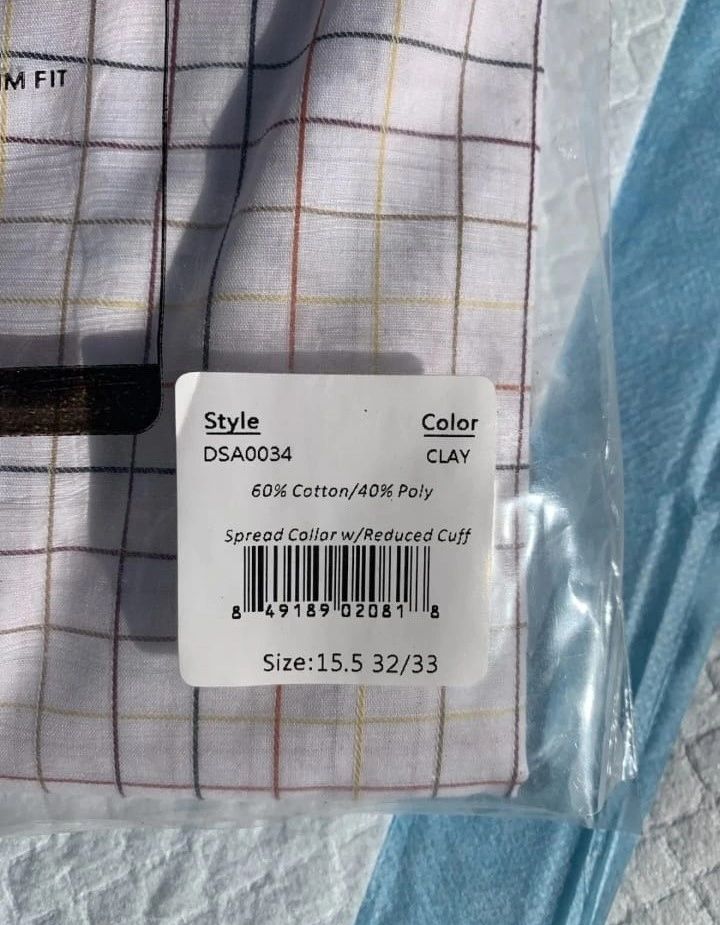 M FIT
Style Color
DSA0034 CLAY
60% Cotton/40% Poly
Spread Collar w/Reduced Cuff
8 49189 02081 8
Size:15.5 32/33